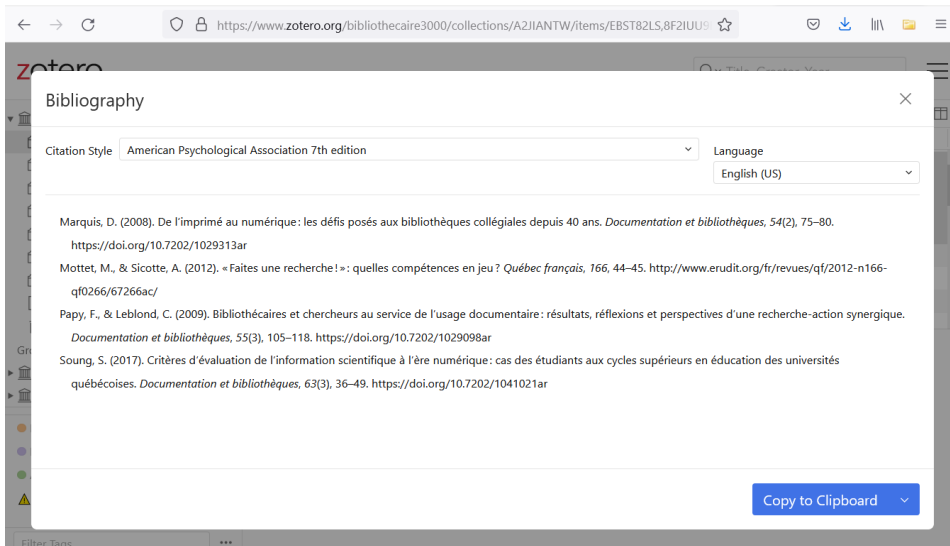 https://www.zotero.org/bibliothecaire3000/collections/A2JIANTW/items/EBST82LS,8F2IUU9
zotero
Title, Creator, Year
Bibliography
Citation Style American Psychological Association 7th edition
Language
English (US)
Marquis, D. (2008). De l'imprimé au numérique : les défis posés aux bibliothèques collégiales depuis 40 ans. Documentation et bibliothèques, 54(2), 75–80.
https://doi.org/10.7202/1029313ar
Mottet, M., & Sicotte, A. (2012). « Faites une recherche ! » : quelles compétences en jeu ? Québec français, 166, 44–45. http://www.erudit.org/fr/revues/qf/2012-n166-
qf0266/67266ac/
Papy, F., & Leblond, C. (2009). Bibliothécaires et chercheurs au service de l'usage documentaire : résultats, réflexions et perspectives d'une recherche-action synergique.
Documentation et bibliothèques, 55(3), 105–118. https://doi.org/10.7202/1029098ar
Soung, S. (2017). Critères d'évaluation de l'information scientifique à l'ère numérique : cas des étudiants aux cycles supérieurs en éducation des universités
québécoises. Documentation et bibliothèques, 63(3), 36–49. https://doi.org/10.7202/1041021ar
Gr
Copy to Clipboard
Filter Tags